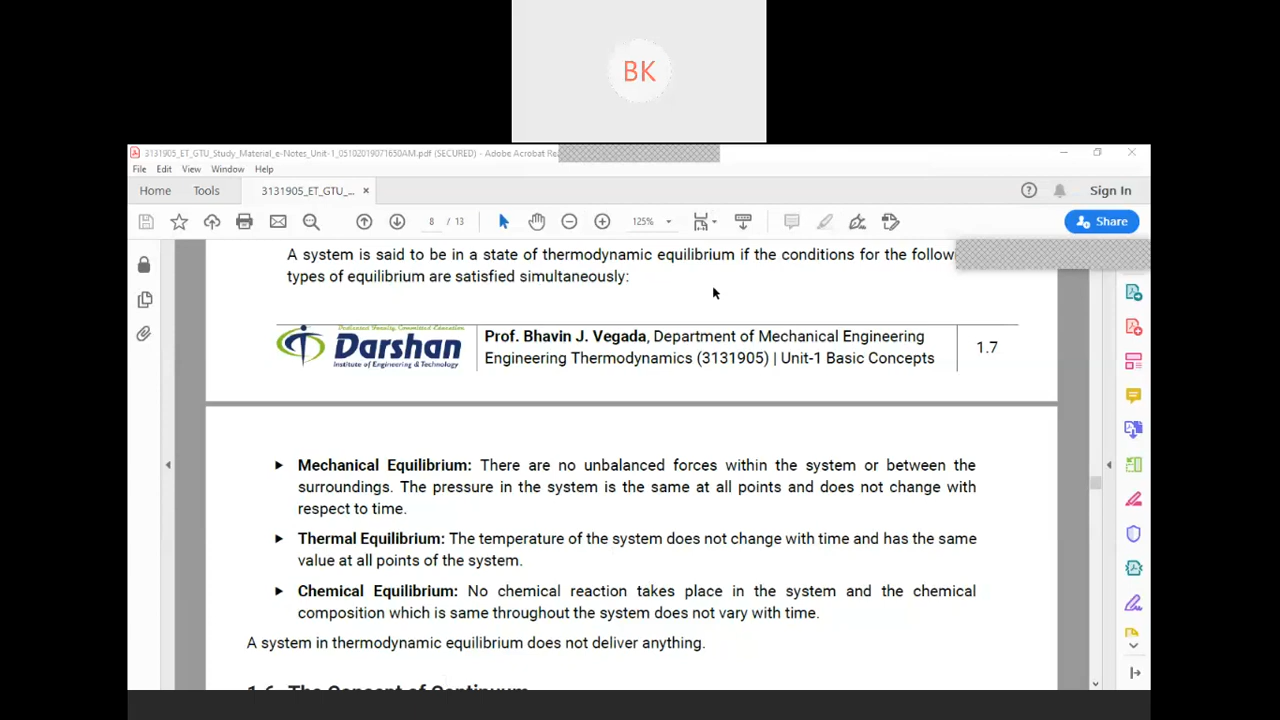 BK
3131905_ET_GTU_Study_Material_e-Notes_Unit-1_05102019071650AM.pdf (SECURED) - Adobe Acrobat Re
File Edit View Window Help
Home Tools 3131905_ET_GTU_... × Sign In
8 / 13 125% Share
A system is said to be in a state of thermodynamic equilibrium if the conditions for the follow
types of equilibrium are satisfied simultaneously:
Dedicated Faculty, Committed Education
Darshan
Institute of Engineering & Technology
Prof. Bhavin J. Vegada, Department of Mechanical Engineering
Engineering Thermodynamics (3131905) | Unit-1 Basic Concepts
1.7
Mechanical Equilibrium: There are no unbalanced forces within the system or between the
surroundings. The pressure in the system is the same at all points and does not change with
respect to time.
Thermal Equilibrium: The temperature of the system does not change with time and has the same
value at all points of the system.
Chemical Equilibrium: No chemical reaction takes place in the system and the chemical
composition which is same throughout the system does not vary with time.
A system in thermodynamic equilibrium does not deliver anything.
1.6 The Concept of Continuum